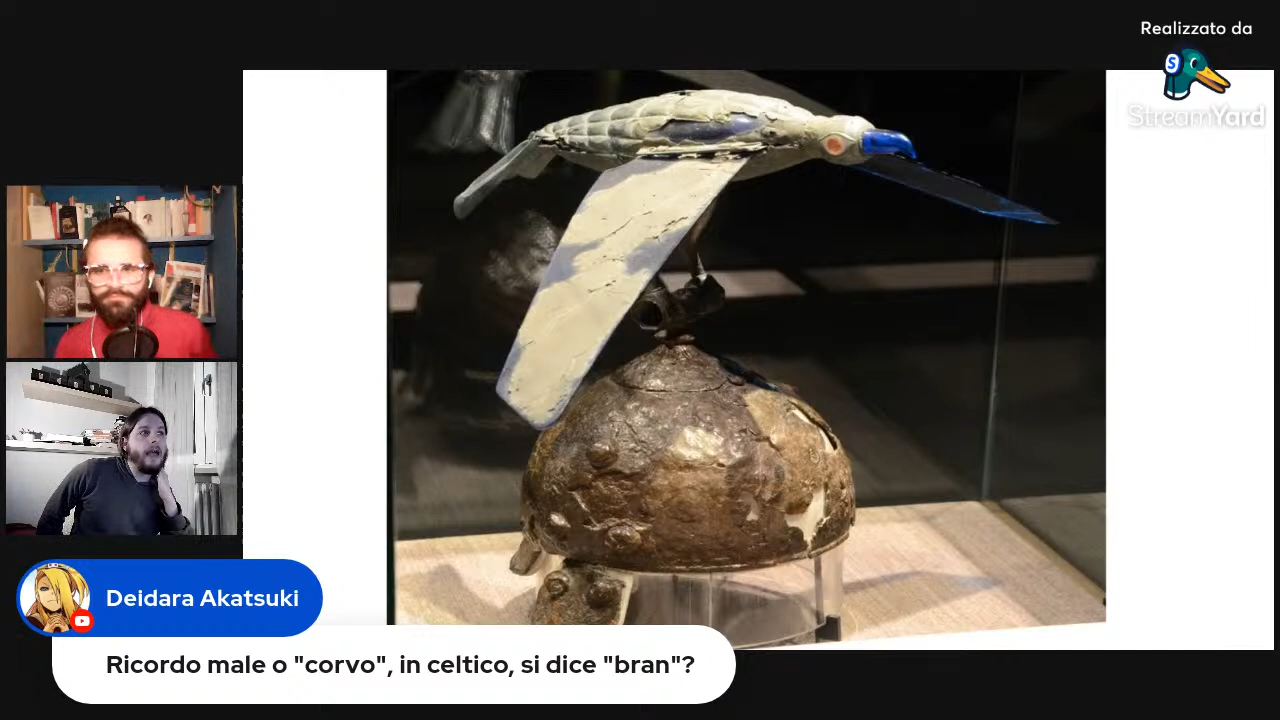 Realizzato da
StreamYard
Deidara Akatsuki
Ricordo male o "corvo", in celtico, si dice "bran"?